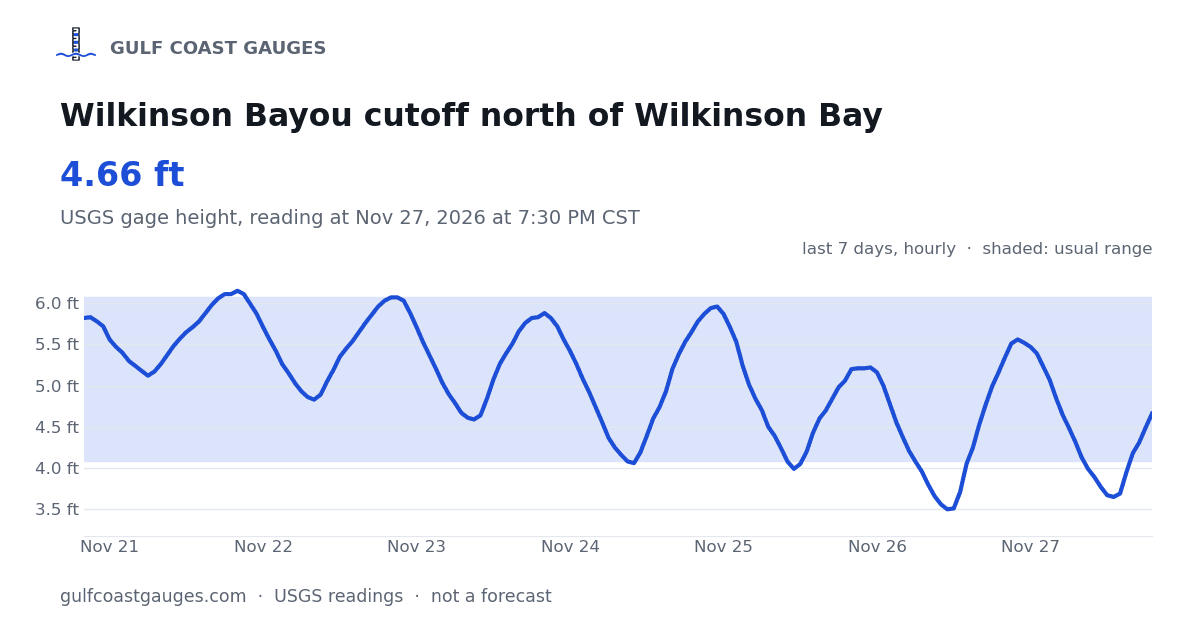 GULF COAST GAUGES
Wilkinson Bayou cutoff north of Wilkinson Bay
4.66 ft
USGS gage height, reading at Nov 27, 2026 at 7:30 PM CST
last 7 days, hourly · shaded: usual range
6.0 ft
5.5 ft
5.0 ft
4.5 ft
4.0 ft
3.5 ft
Nov 21 Nov 22 Nov 23 Nov 24 Nov 25 Nov 26 Nov 27
gulfcoastgauges.com · USGS readings · not a forecast